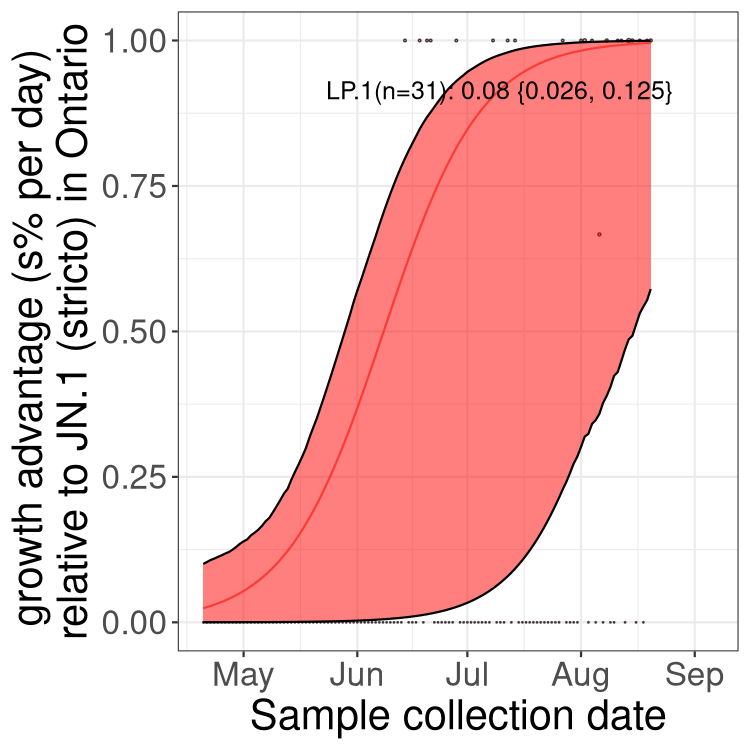 growth advantage (s% per day)
relative to JN.1 (stricto) in Ontario
1.00
0.75
0.50
0.25
0.00
LP.1(n=31): 0.08 {0.026, 0.125}
May Jun Jul Aug Sep
Sample collection date